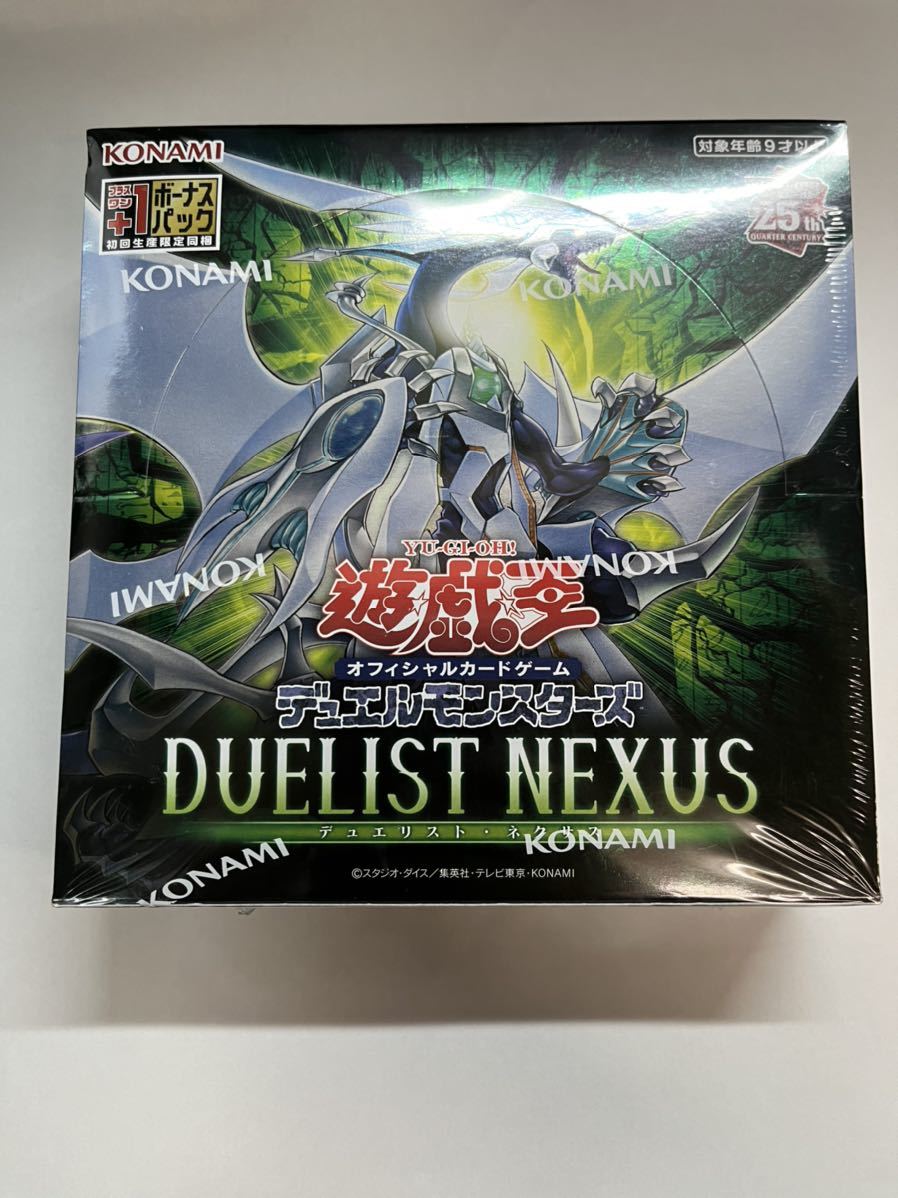 KONAMI
対象年齢9才以
プラスワン
+1
ボーナスパック
初回生産限定同梱
25th
QUARTER CENTURY
KONAMI
KONAMI
YU-GI-OH!
KONAMI
KONAMI
KONAMI
遊☆戯☆王
オフィシャルカードゲーム
デュエルモンスターズ
DUELIST NEXUS
デュエリスト・ネクサス
KONAMI
KONAMI
©スタジオ・ダイス／集英社・テレビ東京・KONAMI